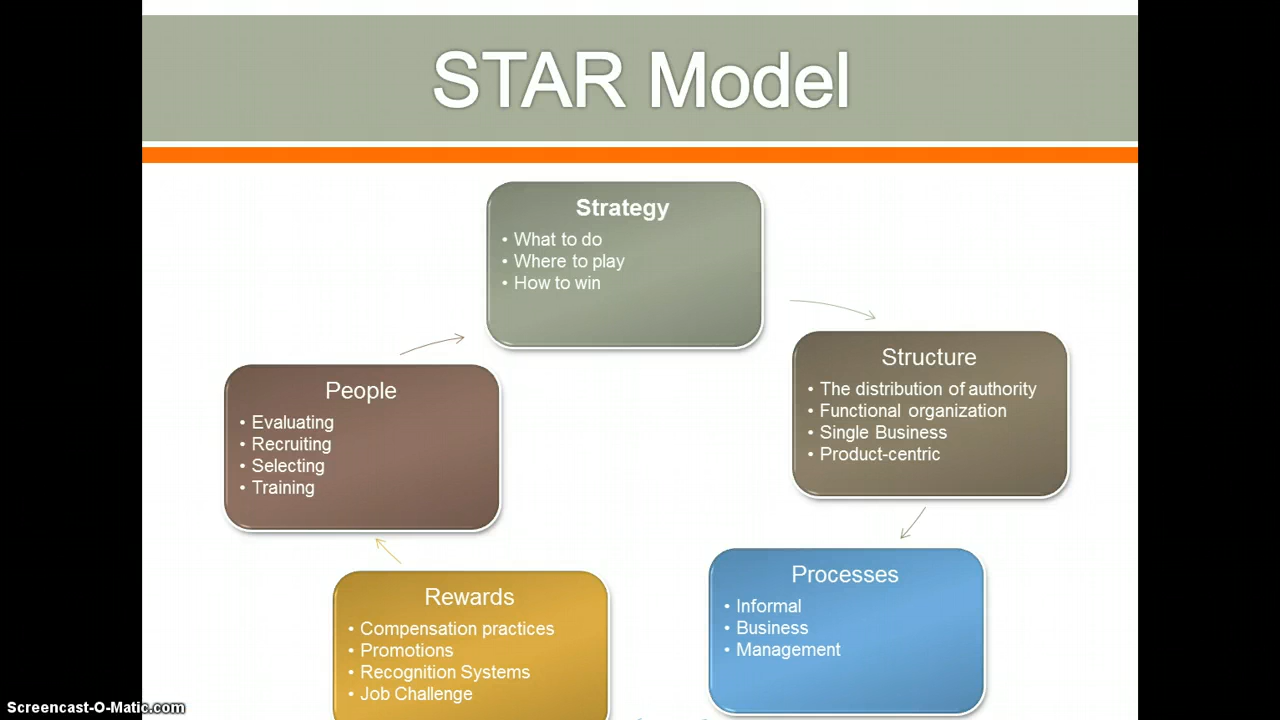 STAR Model
Strategy
• What to do
• Where to play
• How to win
Structure
• The distribution of authority
• Functional organization
• Single Business
• Product-centric
Processes
• Informal
• Business
• Management
Rewards
• Compensation practices
• Promotions
• Recognition Systems
• Job Challenge
People
• Evaluating
• Recruiting
• Selecting
• Training
Screencast-O-Matic.com